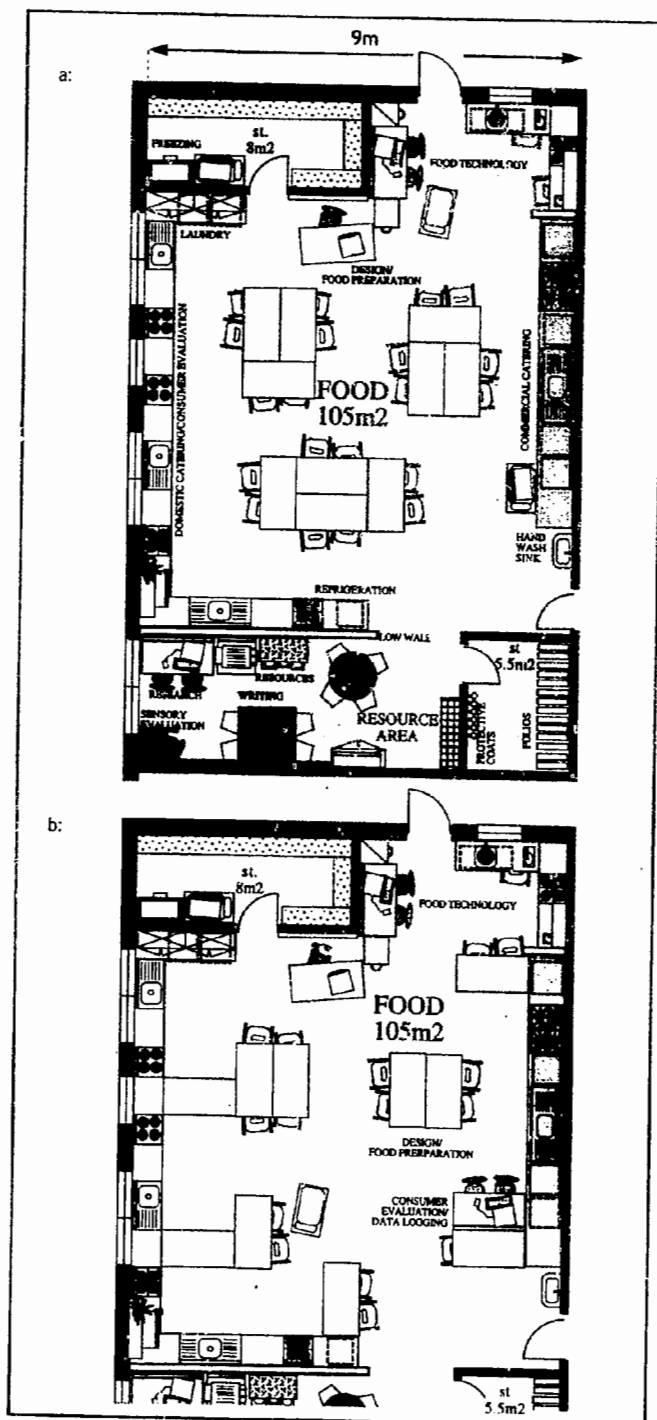 9m
a:
st.
8m2
FREEZING
FOOD TECHNOLOGY
LAUNDRY
DESIGN/
FOOD PREPARATION
DOMESTIC CATERING/CONSUMER EVALUATION
COMMERCIAL CATERING
FOOD
105m2
HAND
WASH
SINK
REFRIGERATION
LOW WALL
st
5.5m2
RESOURCES
RESEARCH
WRITING
SENSORY
EVALUATION
RESOURCE
AREA
PROTECTIVE
COATS
FOLIOS
b:
st.
8m2
FOOD TECHNOLOGY
FOOD
105m2
DESIGN/
FOOD PRERPARATION
CONSUMER
EVALUATION/
DATA LOOGING
st
5.5m2